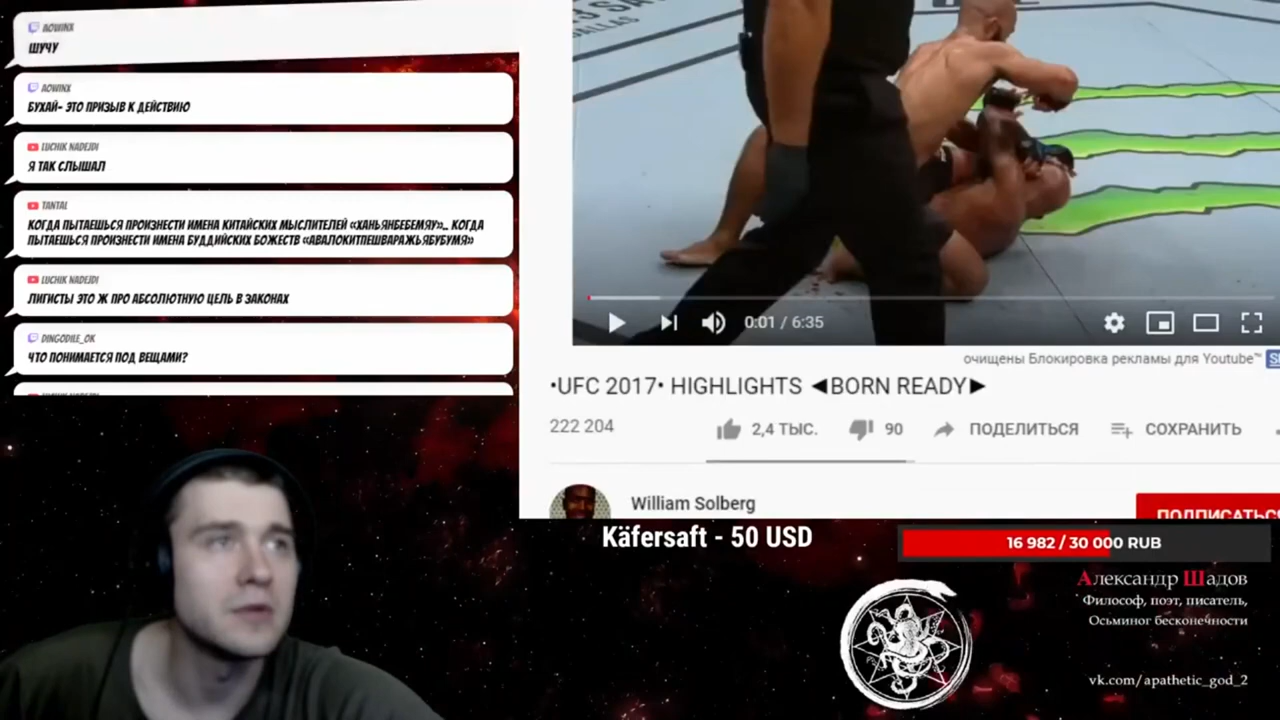 AOWINX
ШУЧУ
AOWINX
БУХАЙ- ЭТО ПРИЗЫВ К ДЕЙСТВИЮ
LUCHIK NADEJDI
Я ТАК СЛЫШАЛ
TANTAL
КОГДА ПЫТАЕШЬСЯ ПРОИЗНЕСТИ ИМЕНА КИТАЙСКИХ МЫСЛИТЕЛЕЙ «ХАНЬЯНБЕБЕМЯУ»... КОГДА
ПЫТАЕШЬСЯ ПРОИЗНЕСТИ ИМЕНА БУДДИЙСКИХ БОЖЕСТВ «АВАЛОКИТПЕШВАРАЖЬЯБУБУМЯ»
LUCHIK NADEJDI
ЛИГИСТЫ ЭТО Ж ПРО АБСОЛЮТНУЮ ЦЕЛЬ В ЗАКОНАХ
DINGODILE_OK
ЧТО ПОНИМАЕТСЯ ПОД ВЕЩАМИ?
DALLAS
0:01 / 6:35
очищены Блокировка рекламы для Youtube™
•UFC 2017• HIGHLIGHTS ◄BORN READY►
222 204
2,4 ТЫС.
90
ПОДЕЛИТЬСЯ
СОХРАНИТЬ
William Solberg
ПОДПИСАТЬС
Käfersaft - 50 USD
16 982 / 30 000 RUB
Александр Шадов
Философ, поэт, писатель,
Осьминог бесконечности
vk.com/apathetic_god_2